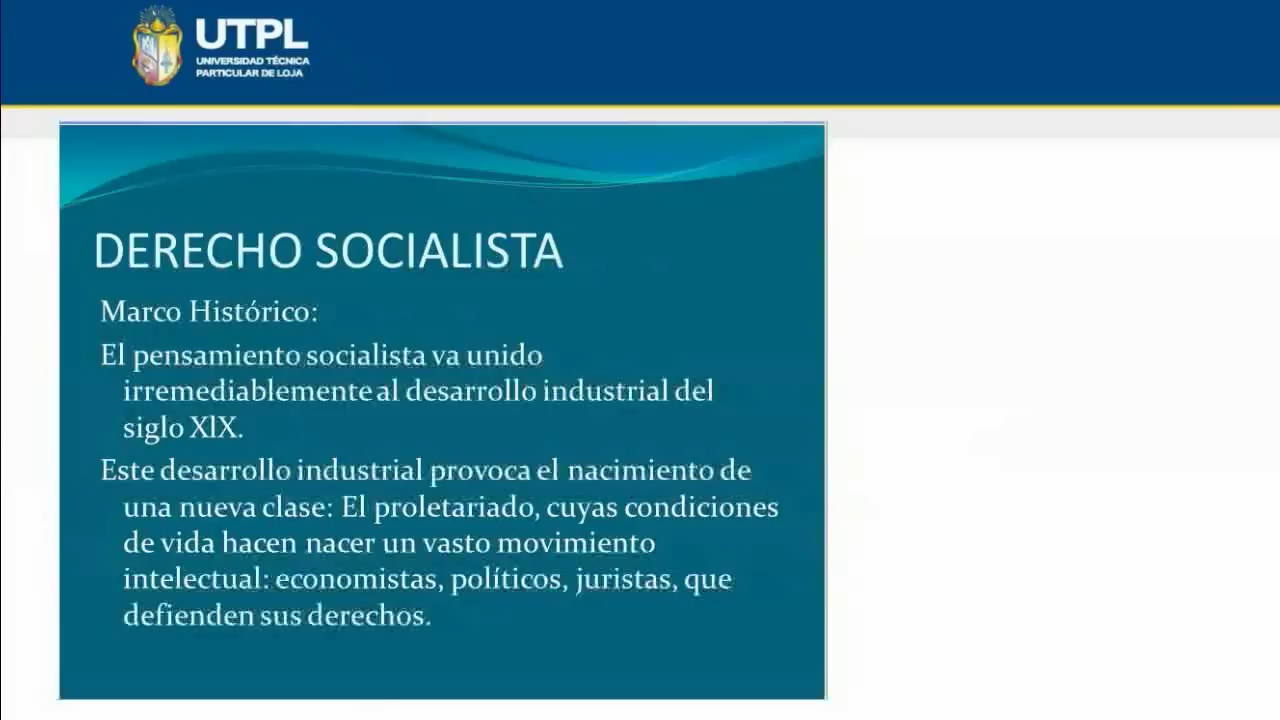 UTPL
UNIVERSIDAD TÉCNICA
PARTICULAR DE LOJA
DERECHO SOCIALISTA
Marco Histórico:
El pensamiento socialista va unido
irremediablemente al desarrollo industrial del
siglo XlX.
Este desarrollo industrial provoca el nacimiento de
una nueva clase: El proletariado, cuyas condiciones
de vida hacen nacer un vasto movimiento
intelectual: economistas, políticos, juristas, que
defienden sus derechos.